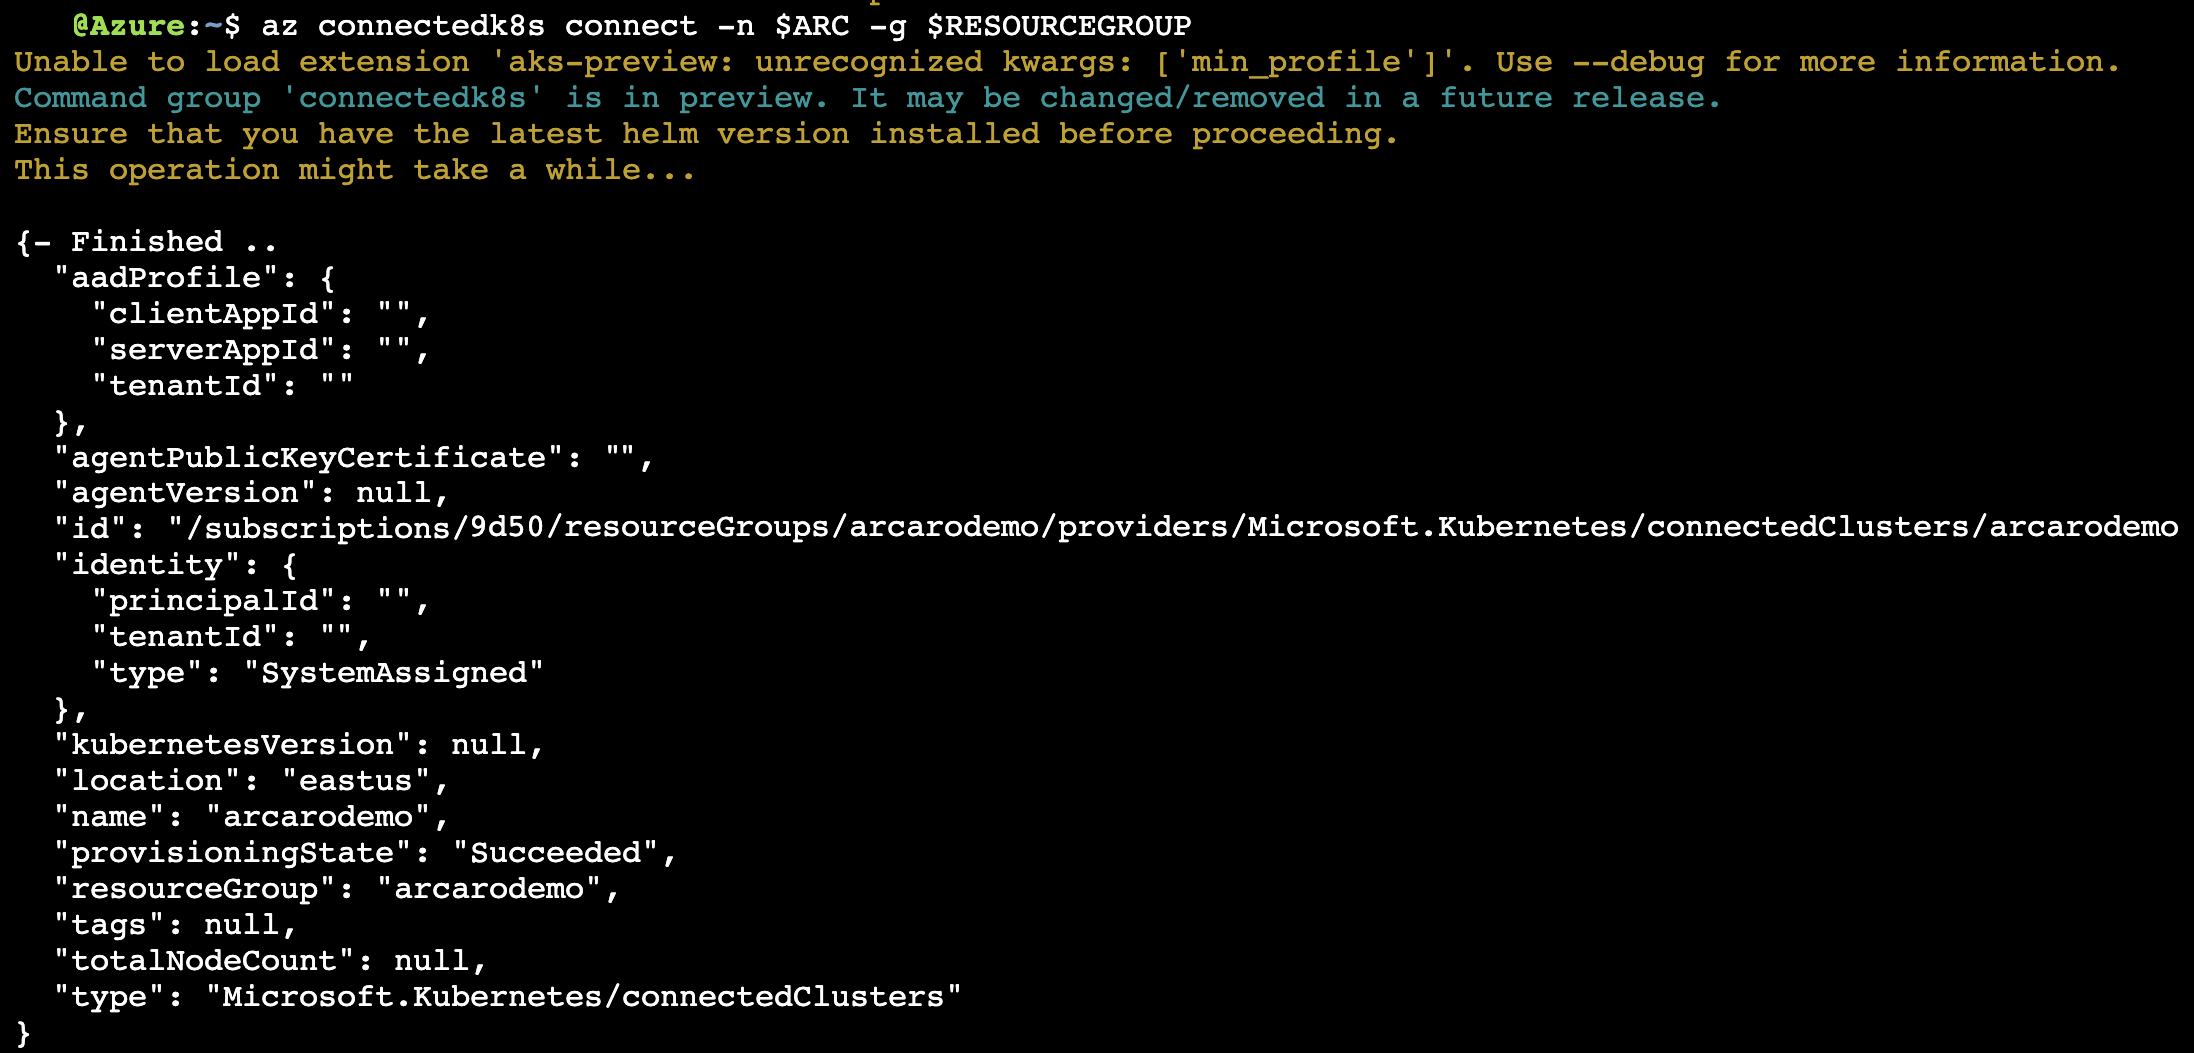 @Azure:~$ az connectedk8s connect -n $ARC -g $RESOURCEGROUP
Unable to load extension 'aks-preview: unrecognized kwargs: ['min_profile']'. Use --debug for more information.
Command group 'connectedk8s' is in preview. It may be changed/removed in a future release.
Ensure that you have the latest helm version installed before proceeding.
This operation might take a while...
{- Finished ..
"aadProfile": {
"clientAppId": "",
"serverAppId": "",
"tenantId": ""
},
"agentPublicKeyCertificate": "",
"agentVersion": null,
"id": "/subscriptions/9d50/resourceGroups/arcarodemo/providers/Microsoft.Kubernetes/connectedClusters/arcarodemo
"identity": {
"principalId": "",
"tenantId": "",
"type": "SystemAssigned"
},
"kubernetesVersion": null,
"location": "eastus",
"name": "arcarodemo",
"provisioningState": "Succeeded",
"resourceGroup": "arcarodemo",
"tags": null,
"totalNodeCount": null,
"type": "Microsoft.Kubernetes/connectedClusters"
}